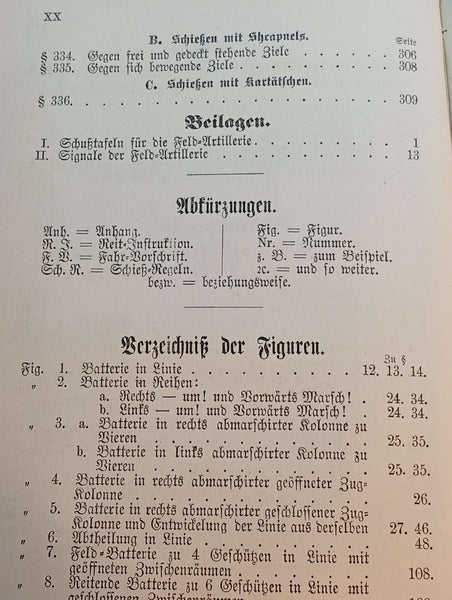 XX
B. Schießen mit Shrapnels.
Seite
§ 334. Gegen frei und gedeckt stehende Ziele . . . . . . 306
§ 335. Gegen sich bewegende Ziele . . . . . . . . . 308
C. Schießen mit Kartätschen.
§ 336. . . . . . . . . . . . . . . . . . . . 309
Beilagen.
I. Schußtafeln für die Feld-Artillerie . . . . . . . . . 1
II. Signale der Feld-Artillerie . . . . . . . . . . . 13
Abkürzungen.
Anh. = Anhang.
R. J. = Reit-Instruktion.
F. V. = Fahr-Vorschrift.
Sch. R. = Schieß-Regeln.
Fig. = Figur.
Nr. = Nummer.
z. B. = zum Beispiel.
ꝛc. = und so weiter.
bezw. = beziehungsweise.
Verzeichniß der Figuren.
Zu §
Fig. 1. Batterie in Linie . . . . . . . . . . 12. 13. 14.
„ 2. Batterie in Reihen:
a. Rechts — um! und Vorwärts Marsch! . 24. 34.
b. Links — um! und Vorwärts Marsch! . 24. 34.
„ 3. a Batterie in rechts abmarschirter Kolonne zu
Vieren . . . . . . . . . . . . 25. 35.
b. Batterie in links abmarschirter Kolonne zu
Vieren . . . . . . . . . . . . 25. 35.
„ 4. Batterie in rechts abmarschirter geöffneter Zug-
Kolonne . . . . . . . . . . . . . 26.
„ 5. Batterie in rechts abmarschirter geschlossener Zug-
Kolonne und Entwickelung der Linie aus derselben 27. 46.
„ 6. Abtheilung in Linie . . . . . . . . . . 48.
„ 7. Feld-Batterie zu 4 Geschützen in Linie mit
geöffneten Zwischenräumen . . . . . . . 108.
„ 8. Reitende Batterie zu 6 Geschützen in Linie mit
geschlossenen Zwischenräumen